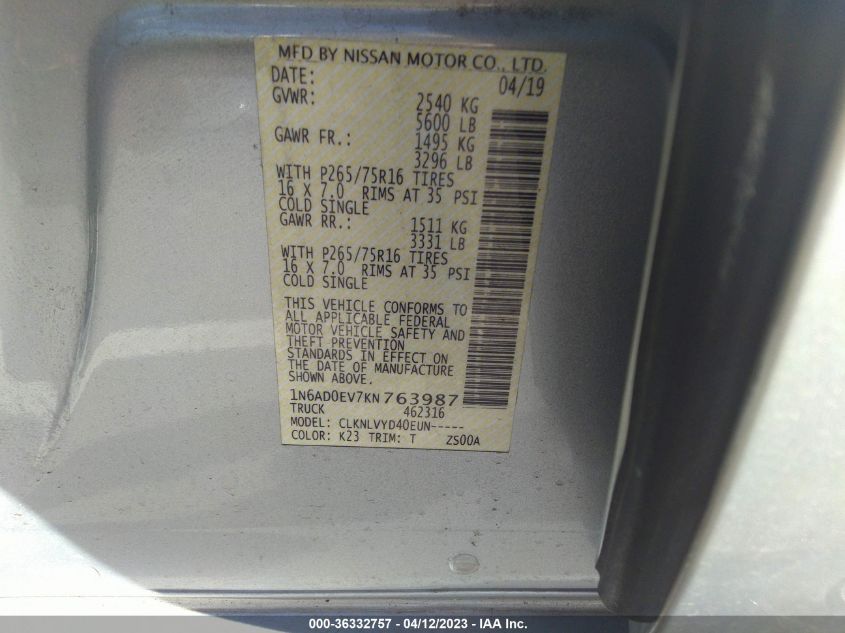 MFD BY NISSAN MOTOR CO., LTD.
DATE: 04/19
GVWR: 2540 KG
5600 LB
GAWR FR.: 1495 KG
3296 LB
WITH P265/75R16 TIRES
16 X 7.0 RIMS AT 35 PSI
COLD SINGLE
GAWR RR.: 1511 KG
3331 LB
WITH P265/75R16 TIRES
16 X 7.0 RIMS AT 35 PSI
COLD SINGLE
THIS VEHICLE CONFORMS TO
ALL APPLICABLE FEDERAL
MOTOR VEHICLE SAFETY AND
THEFT PREVENTION
STANDARDS IN EFFECT ON
THE DATE OF MANUFACTURE
SHOWN ABOVE.
1N6AD0EV7KN763987
TRUCK 462316
MODEL: CLKNLVYD40EUN-----
COLOR: K23 TRIM: T ZS00A
000-36332757 - 04/12/2023 - IAA Inc.